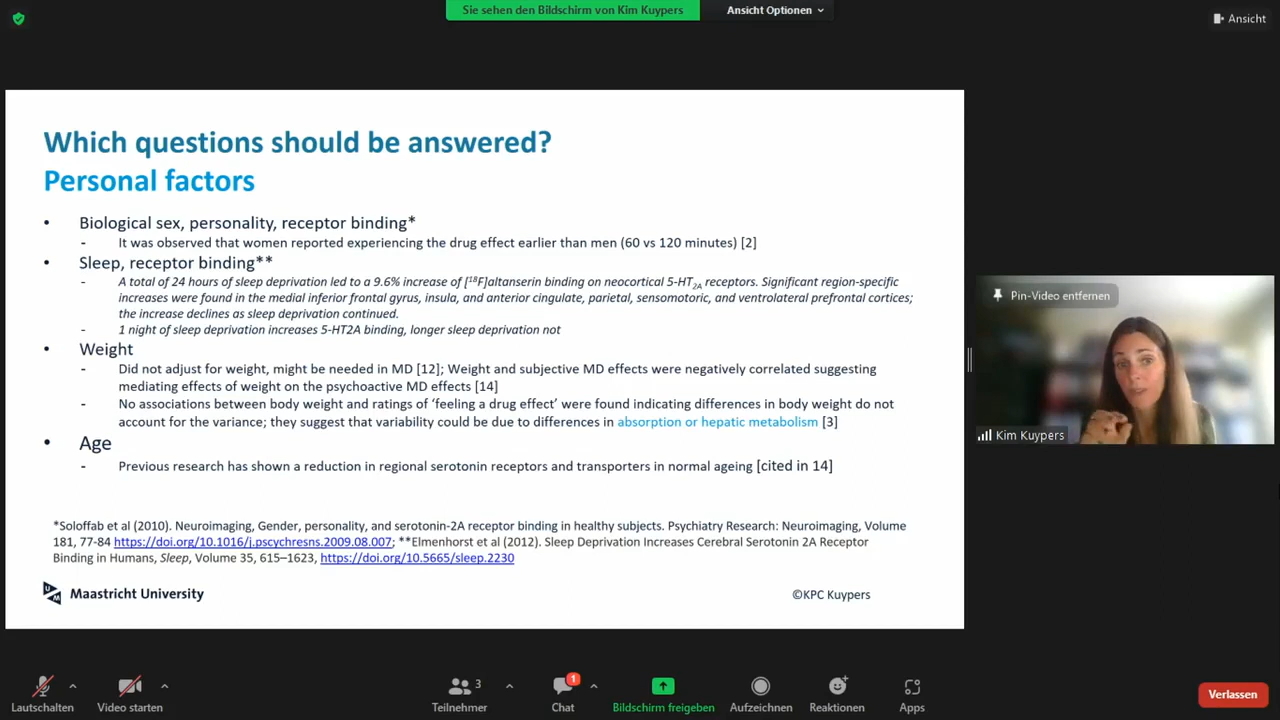 Sie sehen den Bildschirm von Kim Kuypers
Ansicht Optionen
Ansicht
Which questions should be answered?
Personal factors
• Biological sex, personality, receptor binding*
- It was observed that women reported experiencing the drug effect earlier than men (60 vs 120 minutes) [2]
• Sleep, receptor binding**
- A total of 24 hours of sleep deprivation led to a 9.6% increase of [¹⁸F]altanserin binding on neocortical 5-HT₂A receptors. Significant region-specific
increases were found in the medial inferior frontal gyrus, insula, and anterior cingulate, parietal, sensomotoric, and ventrolateral prefrontal cortices;
the increase declines as sleep deprivation continued.
- 1 night of sleep deprivation increases 5-HT2A binding, longer sleep deprivation not
• Weight
- Did not adjust for weight, might be needed in MD [12]; Weight and subjective MD effects were negatively correlated suggesting
mediating effects of weight on the psychoactive MD effects [14]
- No associations between body weight and ratings of ‘feeling a drug effect’ were found indicating differences in body weight do not
account for the variance; they suggest that variability could be due to differences in absorption or hepatic metabolism [3]
• Age
- Previous research has shown a reduction in regional serotonin receptors and transporters in normal ageing [cited in 14]
*Soloffab et al (2010). Neuroimaging, Gender, personality, and serotonin-2A receptor binding in healthy subjects. Psychiatry Research: Neuroimaging, Volume
181, 77-84 https://doi.org/10.1016/j.pscychresns.2009.08.007; **Elmenhorst et al (2012). Sleep Deprivation Increases Cerebral Serotonin 2A Receptor
Binding in Humans, Sleep, Volume 35, 615–1623, https://doi.org/10.5665/sleep.2230
UM
Maastricht University
©KPC Kuypers
Pin-Video entfernen
Kim Kuypers
Lautschalten
Video starten
3
Teilnehmer
1
Chat
Bildschirm freigeben
Aufzeichnen
Reaktionen
Apps
Verlassen